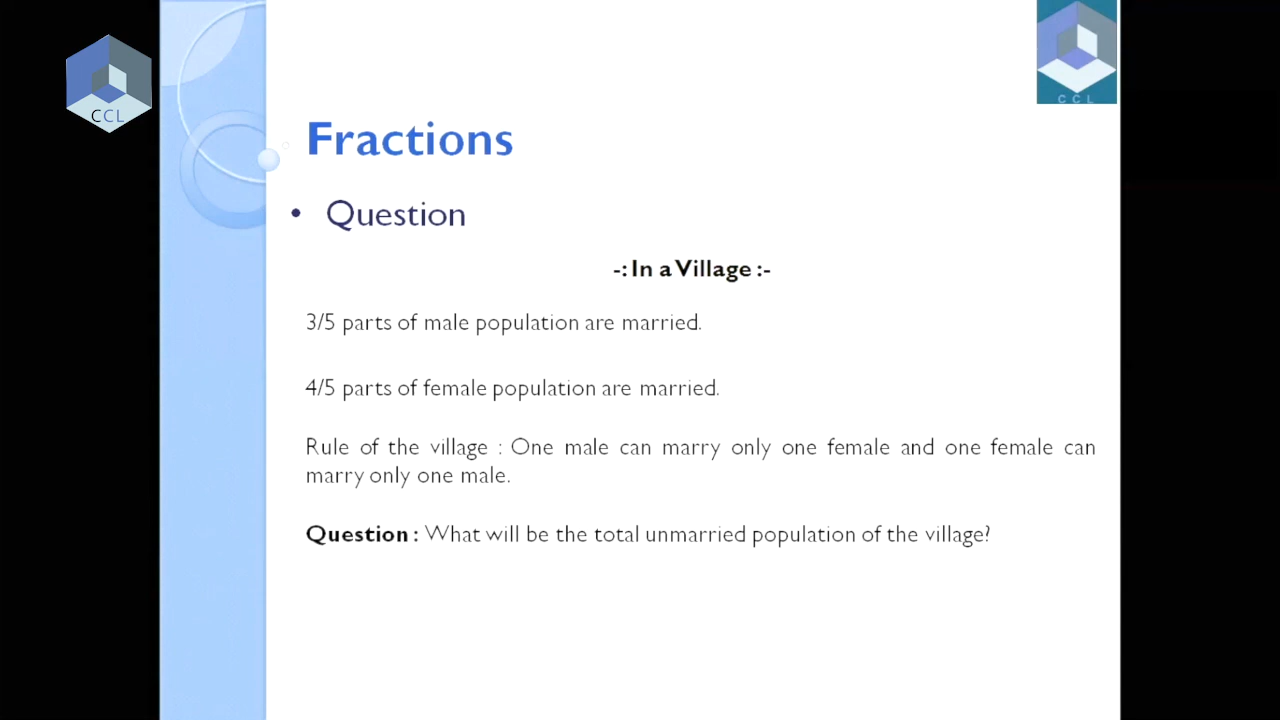 CCL
CCL
Fractions
• Question
-: In a Village :-
3/5 parts of male population are married.
4/5 parts of female population are married.
Rule of the village : One male can marry only one female and one female can
marry only one male.
Question : What will be the total unmarried population of the village?